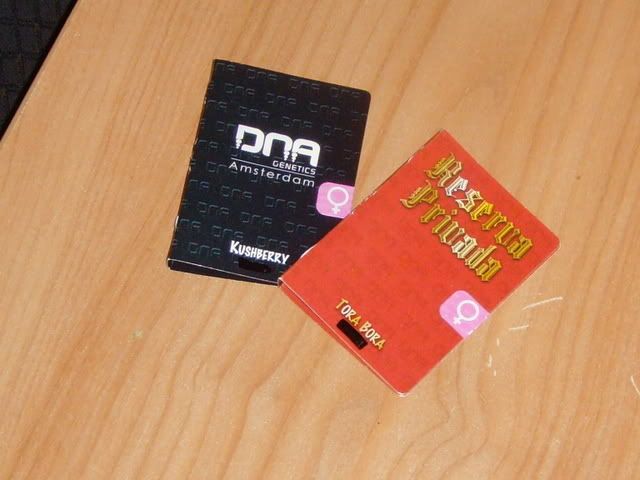 DNA
GENETICS
Amsterdam
KUSHBERRY
Reserva
Privada
TORA BORA